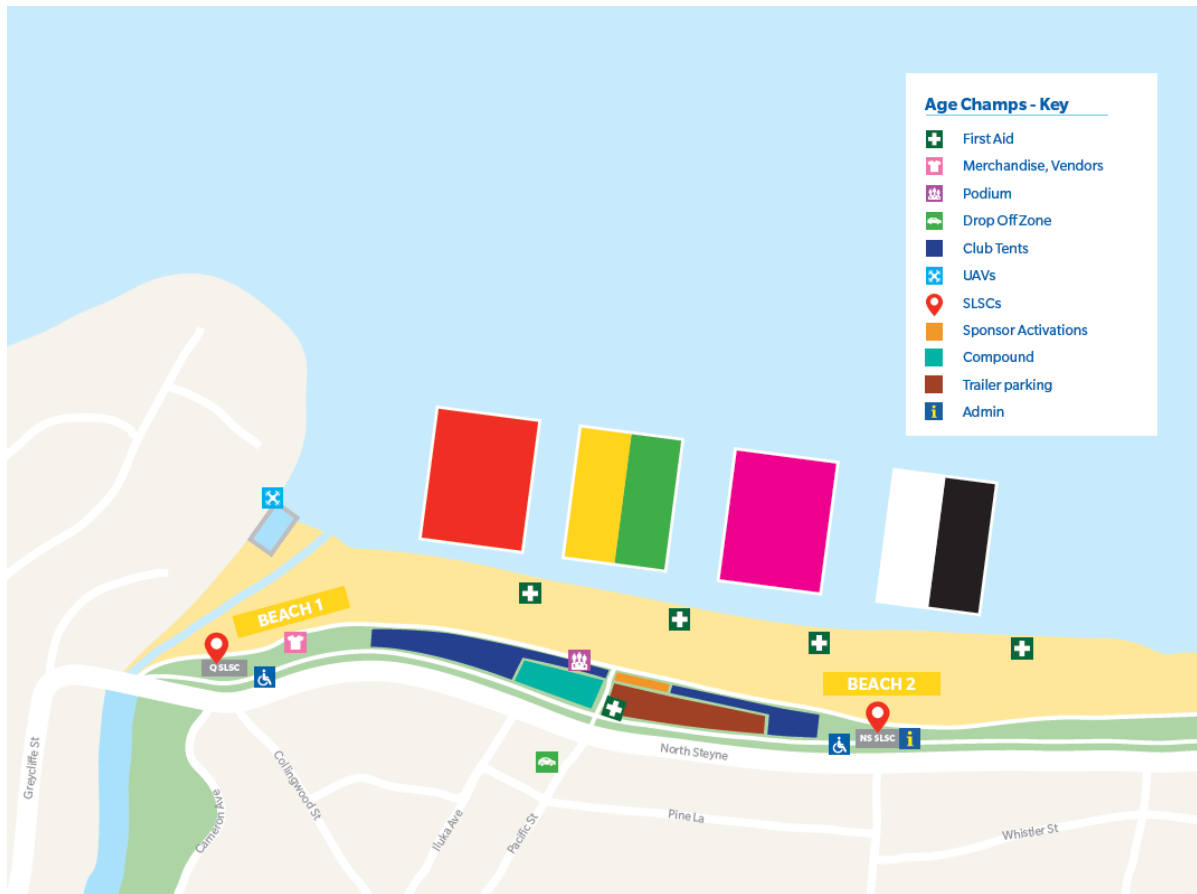 Age Champs - Key
First Aid
Merchandise, Vendors
Podium
Drop Off Zone
Club Tents
UAVs
SLSCs
Sponsor Activations
Compound
Trailer parking
i Admin
BEACH 1
Q SLSC
BEACH 2
NS SLSC i
North Steyne
Greycliffe St
Collingwood St
Cameron Ave
Iluka Ave
Pacific St
Pine La
Whistler St